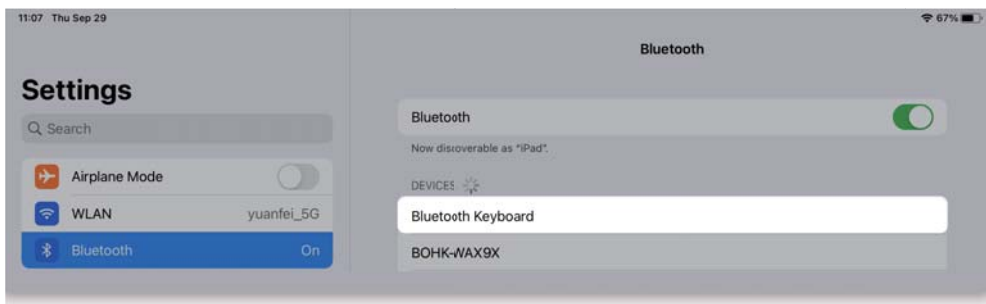 11:07 Thu Sep 29
67%
Settings
Search
Airplane Mode
WLAN yuanfei_5G
Bluetooth On
Bluetooth
Bluetooth
Now discoverable as "iPad".
DEVICES
Bluetooth Keyboard
BOHK-WAX9X